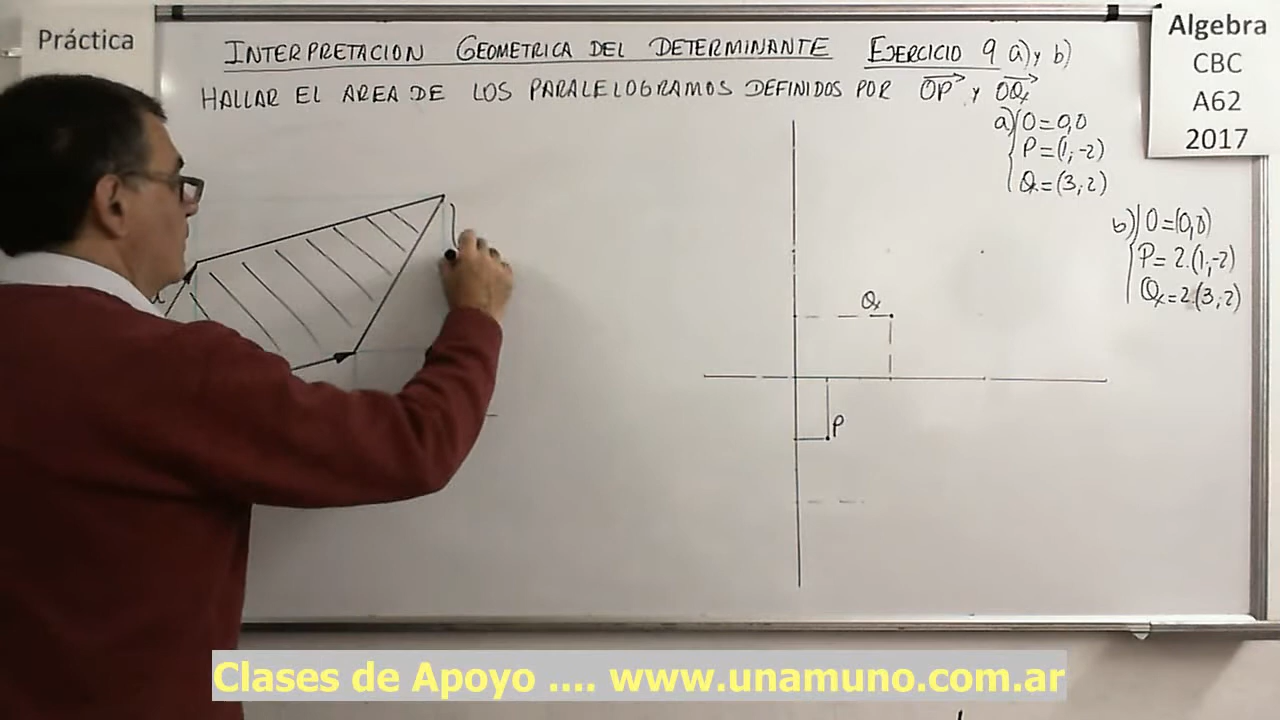 Práctica
INTERPRETACION GEOMETRICA DEL DETERMINANTE EJERCICIO 9 a) y b)
HALLAR EL AREA DE LOS PARALELOGRAMOS DEFINIDOS POR OP y OQ
a) O=0,0
P=(1,-2)
Q=(3,2)
b) O=(0,0)
P=2.(1,-2)
Q=2.(3,2)
Algebra
CBC
A62
2017
Q
P
Clases de Apoyo .... www.unamuno.com.ar